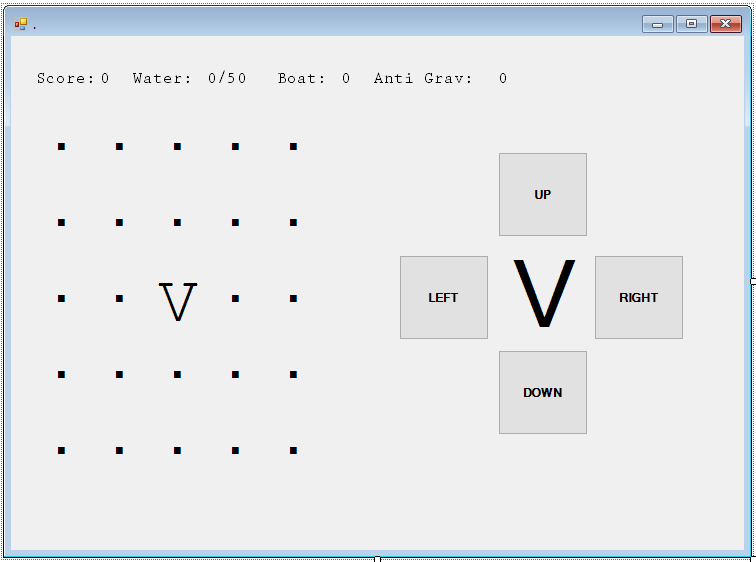 .
Score: 0 Water: 0/50 Boat: 0 Anti Grav: 0
. . . . .
. . . . .
. . V . .
. . . . .
. . . . .
UP
LEFT V RIGHT
DOWN